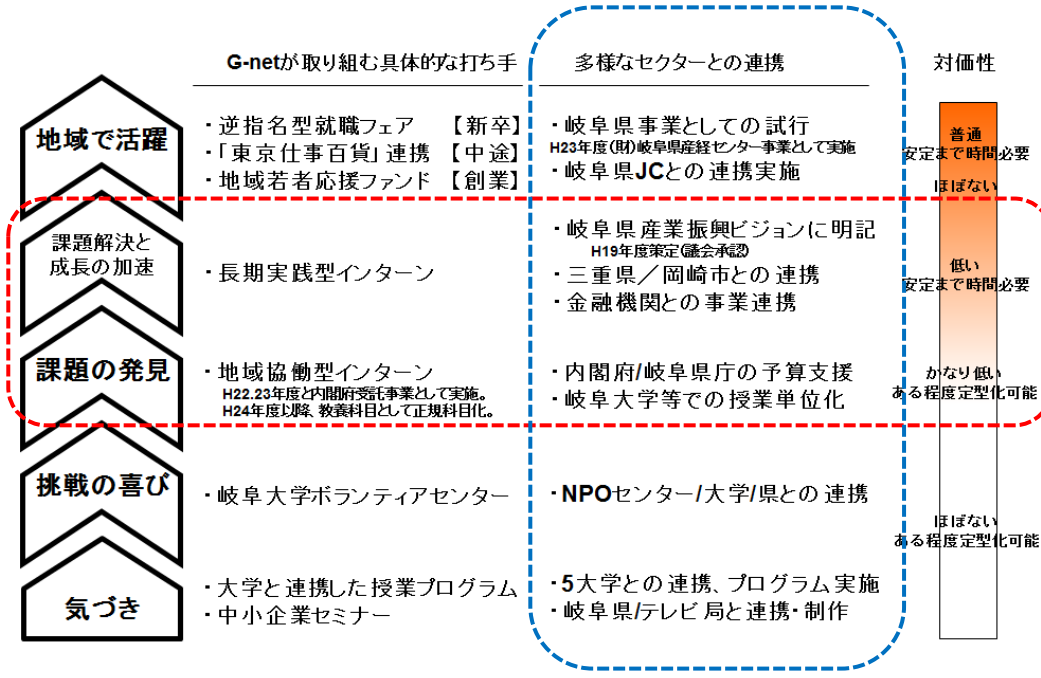 G-netが取り組む具体的な打ち手
多様なセクターとの連携
対価性
地域で活躍
・逆指名型就職フェア 【新卒】
・「東京仕事百貨」連携 【中途】
・地域若者応援ファンド 【創業】
・岐阜県事業としての試行
H23年度(財)岐阜県産経センター事業として実施
・岐阜県JCとの連携実施
普通
安定まで時間必要
ほぼない
課題解決と
成長の加速
・長期実践型インターン
・岐阜県産業振興ビジョンに明記
H19年度策定(議会承認)
・三重県/岡崎市との連携
・金融機関との事業連携
低い
安定まで時間必要
課題の発見
・地域協働型インターン
H22.23年度と内閣府受託事業として実施。
H24年度以降、教養科目として正規科目化。
・内閣府/岐阜県庁の予算支援
・岐阜大学等での授業単位化
かなり低い
ある程度定型化可能
挑戦の喜び
・岐阜大学ボランティアセンター
・NPOセンター/大学/県との連携
ほぼない
ある程度定型化可能
気づき
・大学と連携した授業プログラム
・中小企業セミナー
・5大学との連携、プログラム実施
・岐阜県/テレビ局と連携・制作